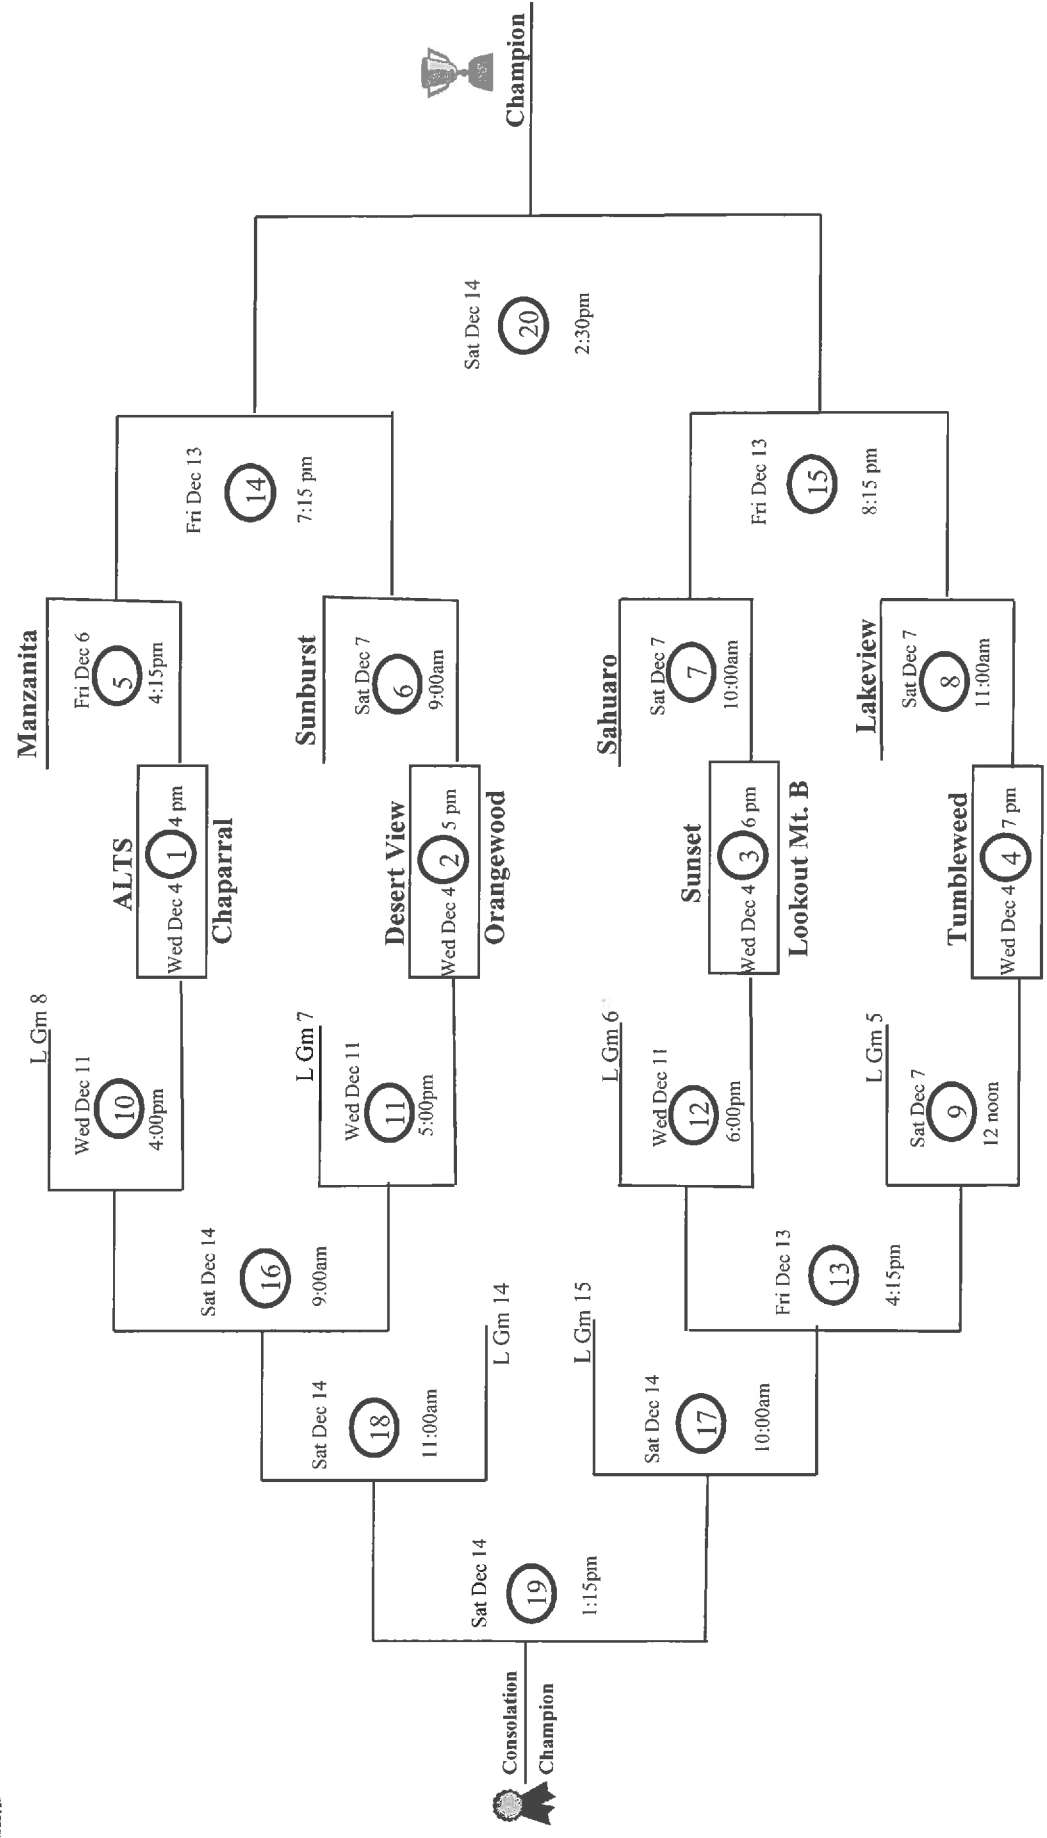 Champion
Sat Dec 14
20
2:30pm
Fri Dec 13
14
7:15 pm
Fri Dec 13
15
8:15 pm
Manzanita
Fri Dec 6
5
4:15pm
Sunburst
Sat Dec 7
6
9:00am
Sahuaro
Sat Dec 7
7
10:00am
Lakeview
Sat Dec 7
8
11:00am
ALTS
Wed Dec 4 1 4 pm
Chaparral
Desert View
Wed Dec 4 2 5 pm
Orangewood
Sunset
Wed Dec 4 3 6 pm
Lookout Mt. B
Tumbleweed
Wed Dec 4 4 7 pm
L Gm 8
Wed Dec 11
10
4:00pm
L Gm 7
Wed Dec 11
11
5:00pm
L Gm 6
Wed Dec 11
12
6:00pm
L Gm 5
Sat Dec 7
9
12 noon
Sat Dec 14
16
9:00am
Fri Dec 13
13
4:15pm
L Gm 14
Sat Dec 14
18
11:00am
L Gm 15
Sat Dec 14
17
10:00am
Sat Dec 14
19
1:15pm
Consolation
Champion